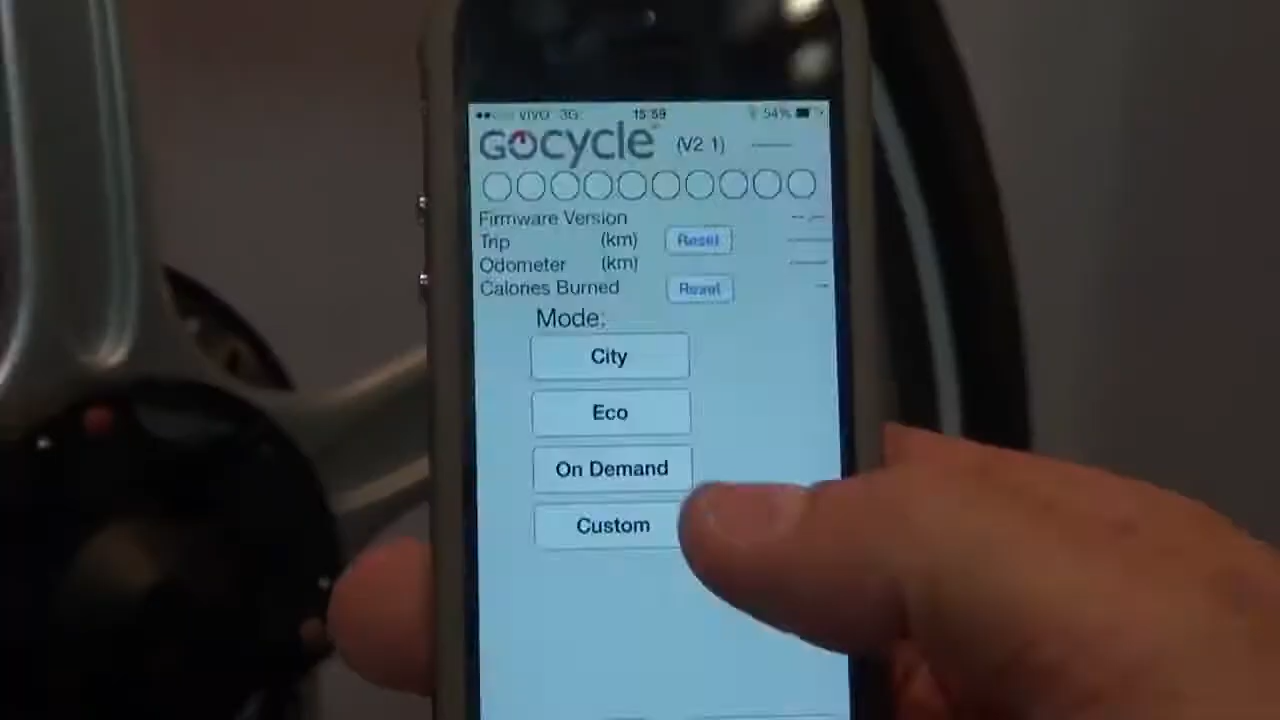 VIVO 3G 15:59 54%
GOcycle (V2 1)
Firmware Version --.--
Trip (km) Reset
Odometer (km)
Calories Burned Reset
Mode:
City
Eco
On Demand
Custom